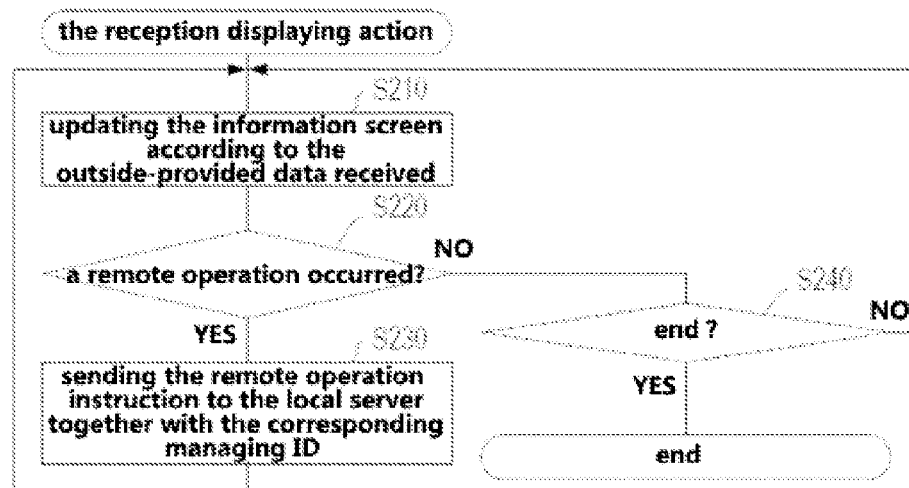 the reception displaying action
S210
updating the information screen
according to the
outside-provided data received
S220
a remote operation occurred?
NO
YES
S230
sending the remote operation
instruction to the local server
together with the corresponding
managing ID
S240
end ?
NO
YES
end